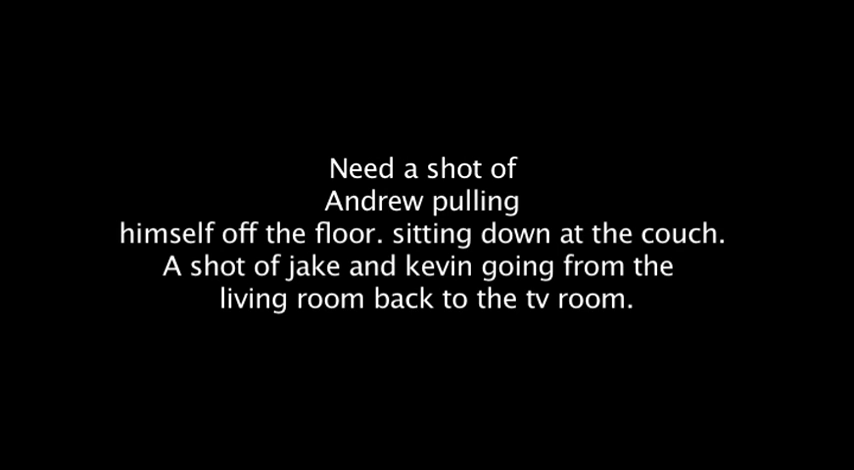 Need a shot of
Andrew pulling
himself off the floor. sitting down at the couch.
A shot of jake and kevin going from the
living room back to the tv room.